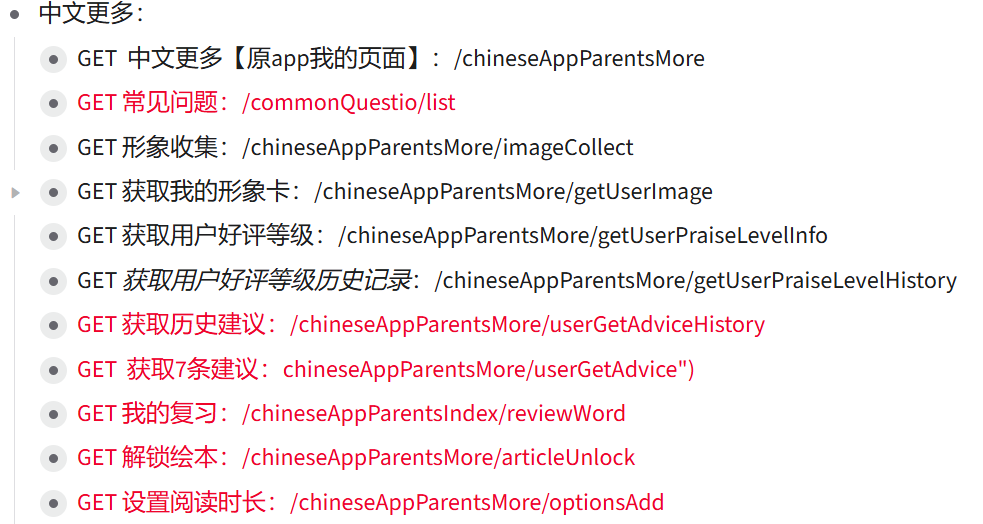 中文更多：
GET 中文更多【原app我的页面】：/chineseAppParentsMore
GET 常见问题：/commonQuestio/list
GET 形象收集：/chineseAppParentsMore/imageCollect
GET 获取我的形象卡：/chineseAppParentsMore/getUserImage
GET 获取用户好评等级：/chineseAppParentsMore/getUserPraiseLevelInfo
GET 获取用户好评等级历史记录：/chineseAppParentsMore/getUserPraiseLevelHistory
GET 获取历史建议：/chineseAppParentsMore/userGetAdviceHistory
GET 获取7条建议：chineseAppParentsMore/userGetAdvice")
GET 我的复习：/chineseAppParentsIndex/reviewWord
GET 解锁绘本：/chineseAppParentsMore/articleUnlock
GET 设置阅读时长：/chineseAppParentsMore/optionsAdd